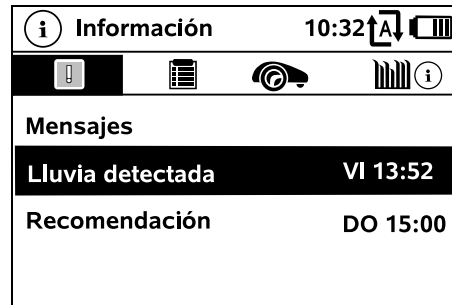 i Información 10:32 A
i
Mensajes
Lluvia detectada VI 13:52
Recomendación DO 15:00